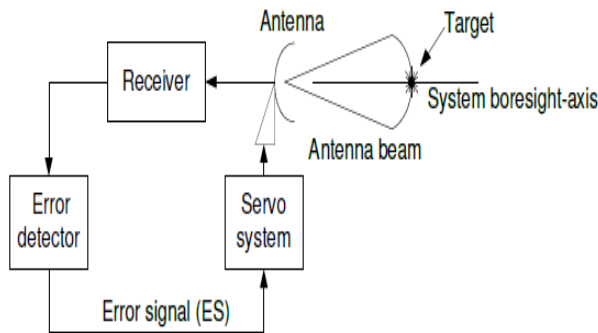 Antenna
Target
Receiver
System boresight-axis
Antenna beam
Error
detector
Servo
system
Error signal (ES)